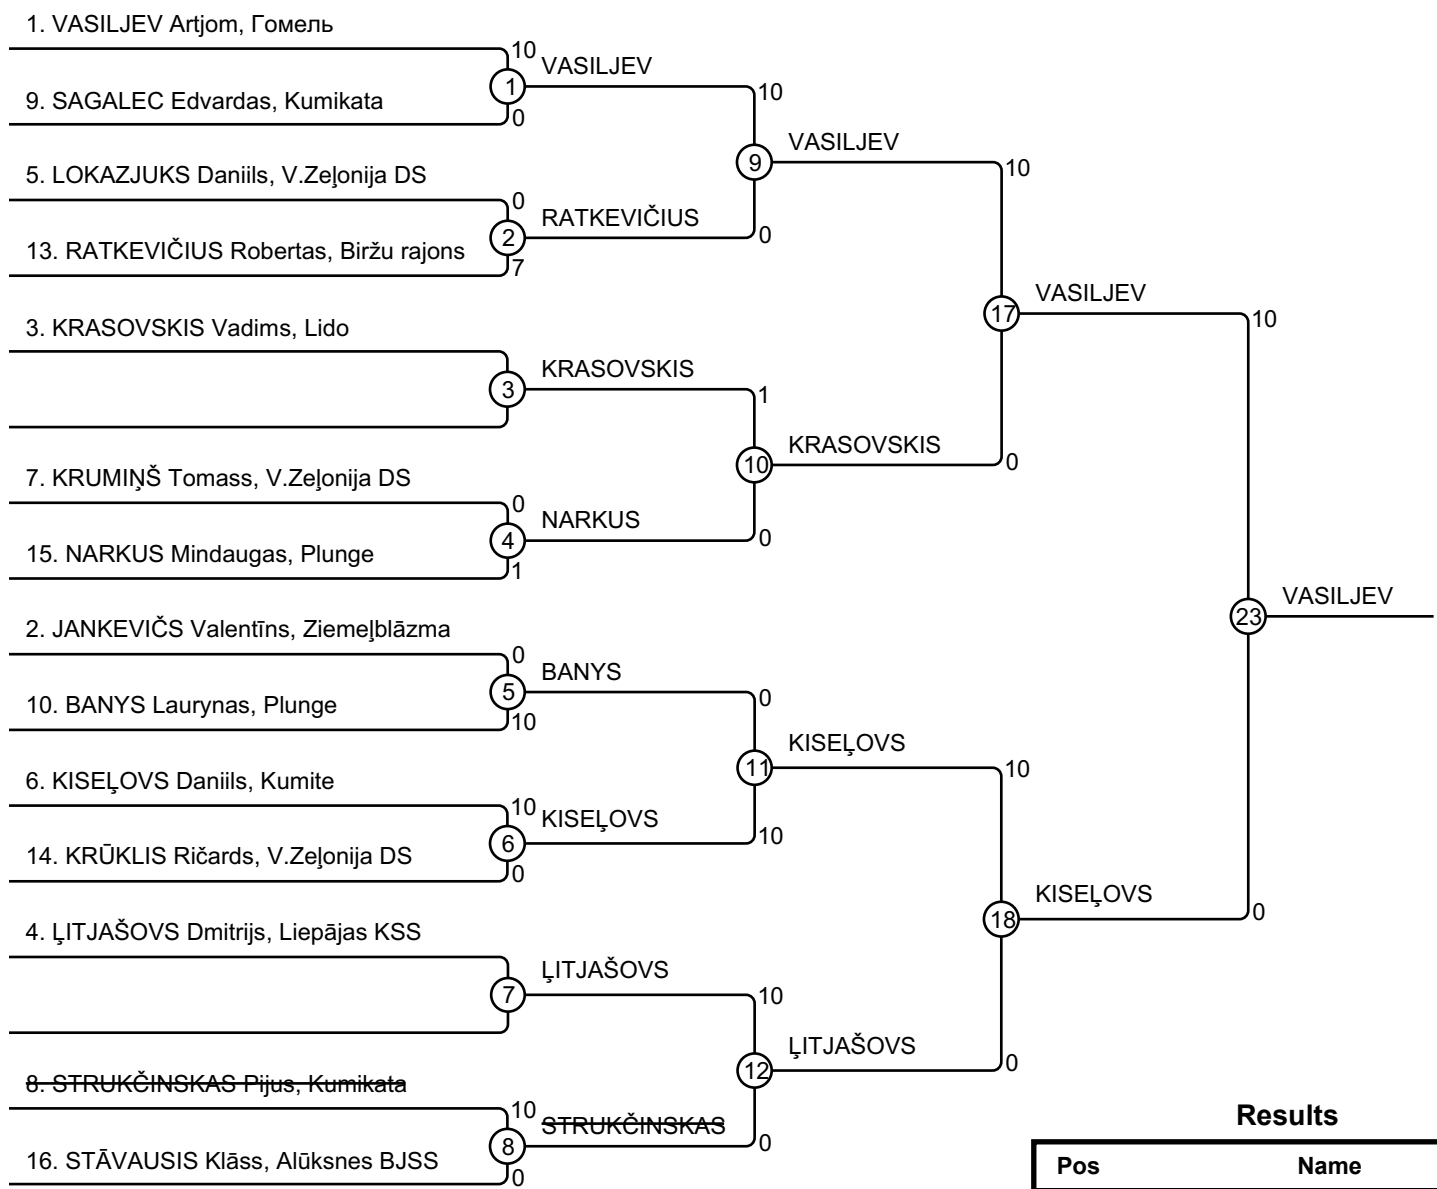 1. VASILJEV Artjom, Гомель
10
VASILJEV
1
10
9. SAGALEC Edvardas, Kumikata
0
VASILJEV
9
10
5. LOKAZJUKS Daniils, V.Zeļonija DS
0
RATKEVIČIUS
2
0
13. RATKEVIČIUS Robertas, Biržu rajons
7
VASILJEV
17
10
3. KRASOVSKIS Vadims, Lido
KRASOVSKIS
3
1
KRASOVSKIS
10
0
7. KRUMIŅŠ Tomass, V.Zeļonija DS
0
NARKUS
4
0
15. NARKUS Mindaugas, Plunge
1
VASILJEV
23
2. JANKEVIČS Valentīns, Ziemeļblāzma
0
BANYS
5
0
10. BANYS Laurynas, Plunge
10
KISEĻOVS
11
10
6. KISEĻOVS Daniils, Kumite
10
KISEĻOVS
6
10
14. KRŪKLIS Ričards, V.Zeļonija DS
0
KISEĻOVS
18
0
4. ĻITJAŠOVS Dmitrijs, Liepājas KSS
ĻITJAŠOVS
7
10
ĻITJAŠOVS
12
0
8. STRUKČINSKAS Pijus, Kumikata
10
STRUKČINSKAS
8
0
16. STĀVAUSIS Klāss, Alūksnes BJSS
0
Results
Pos Name